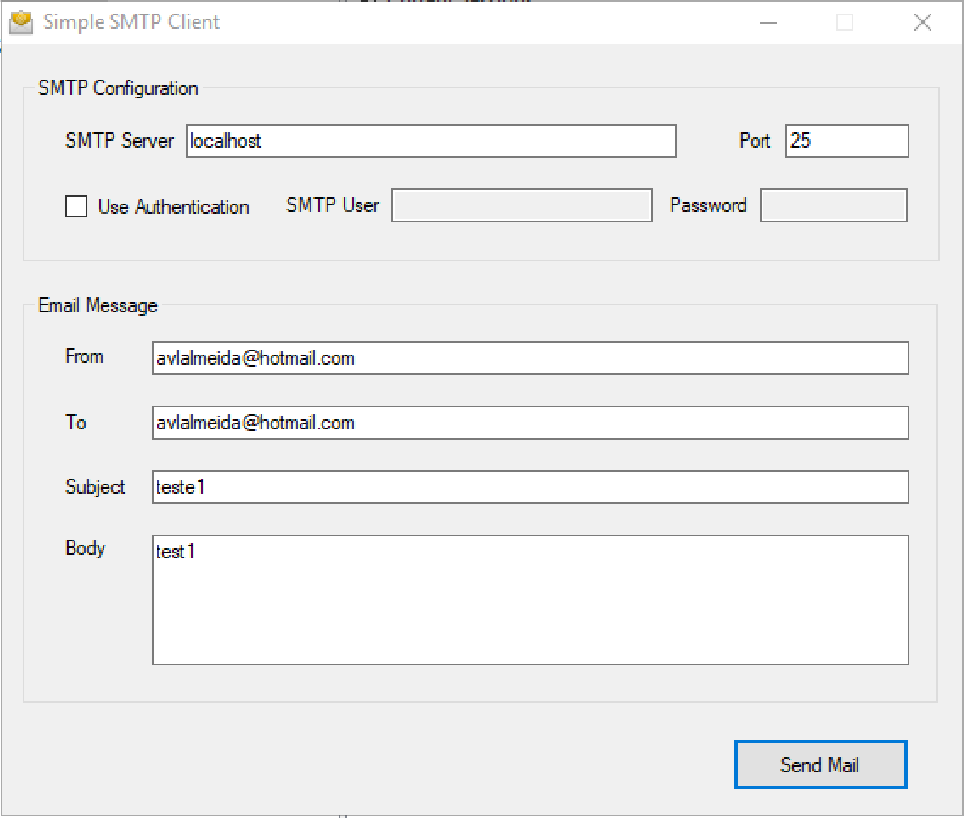 Simple SMTP Client
SMTP Configuration
SMTP Server localhost Port 25
Use Authentication SMTP User Password
Email Message
From avlalmeida@hotmail.com
To avlalmeida@hotmail.com
Subject teste1
Body test1
Send Mail